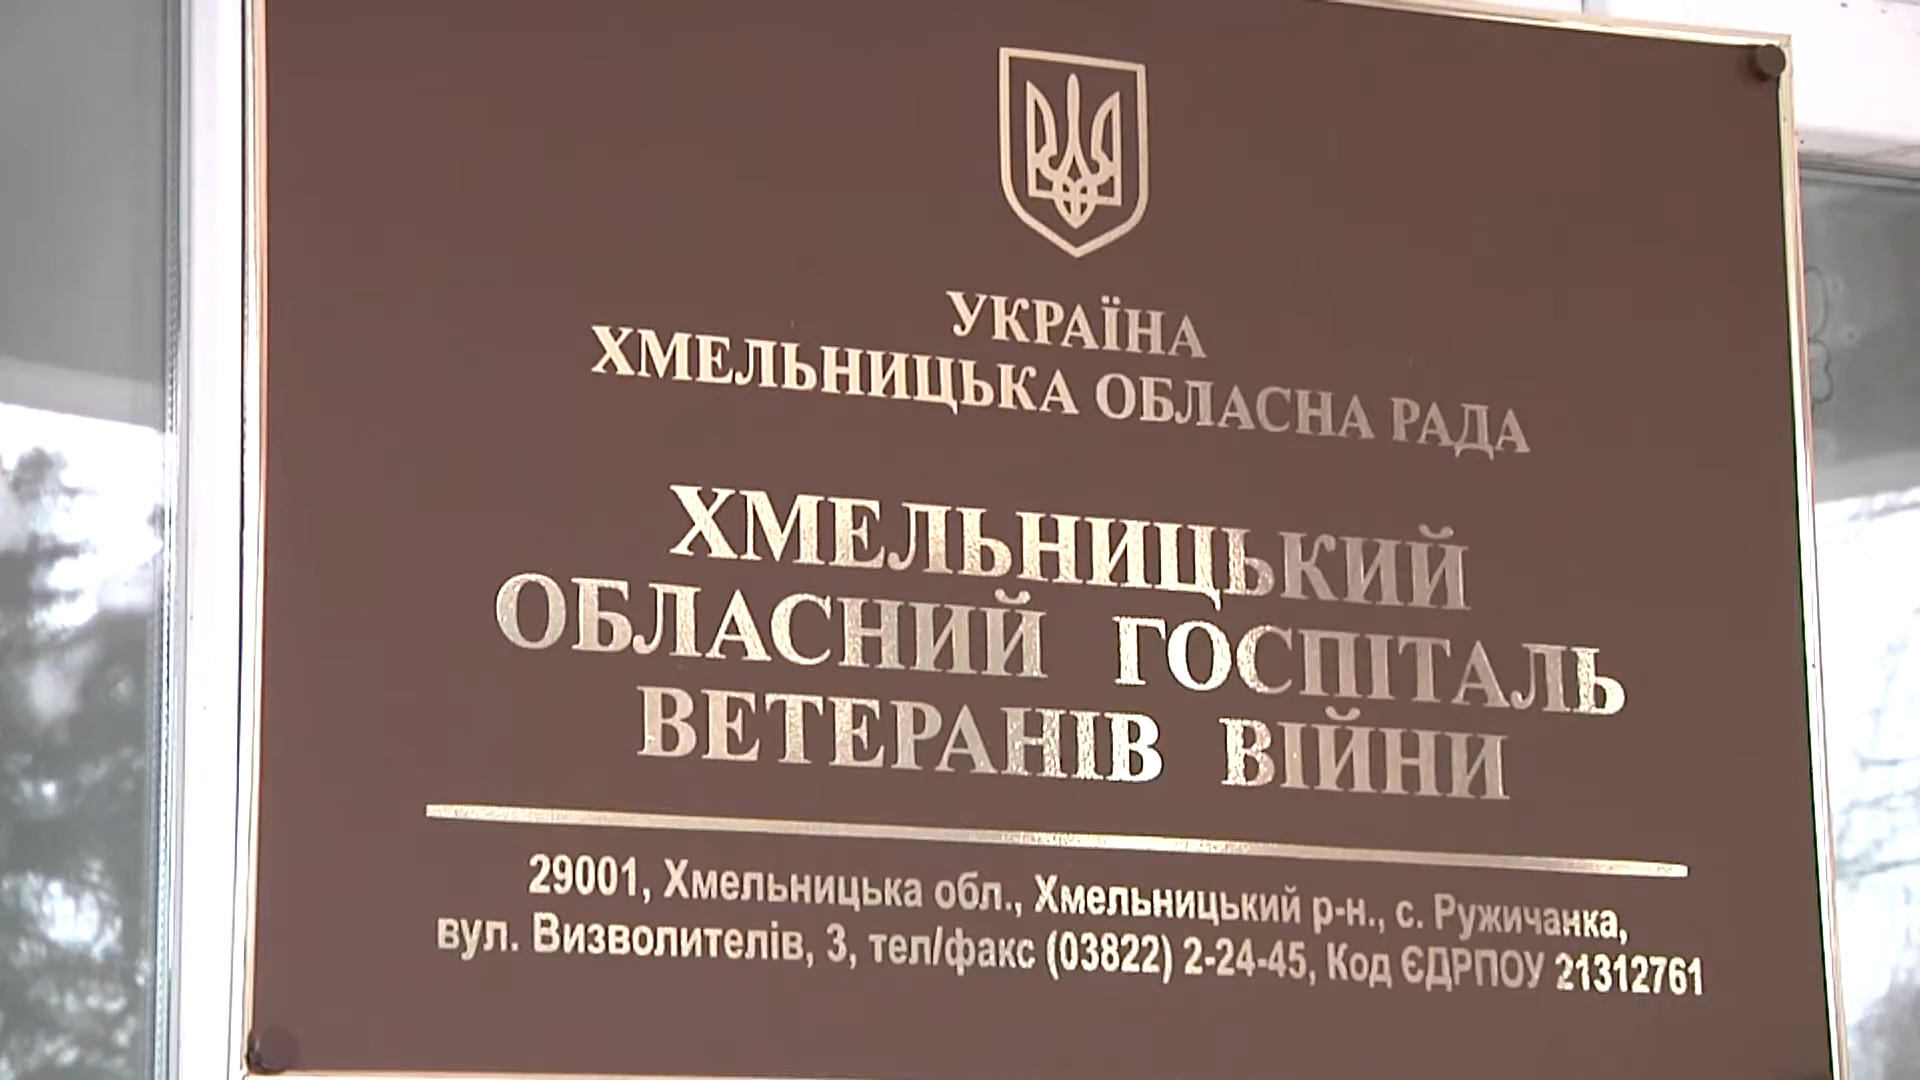 УКРАЇНА
ХМЕЛЬНИЦЬКА ОБЛАСНА РАДА
ХМЕЛЬНИЦЬКИЙ
ОБЛАСНИЙ ГОСПІТАЛЬ
ВЕТЕРАНІВ ВІЙНИ
29001, Хмельницька обл., Хмельницький р-н., с. Ружичанка,
вул. Визволителів, 3, тел/факс (03822) 2-24-45, Код ЄДРПОУ 21312761